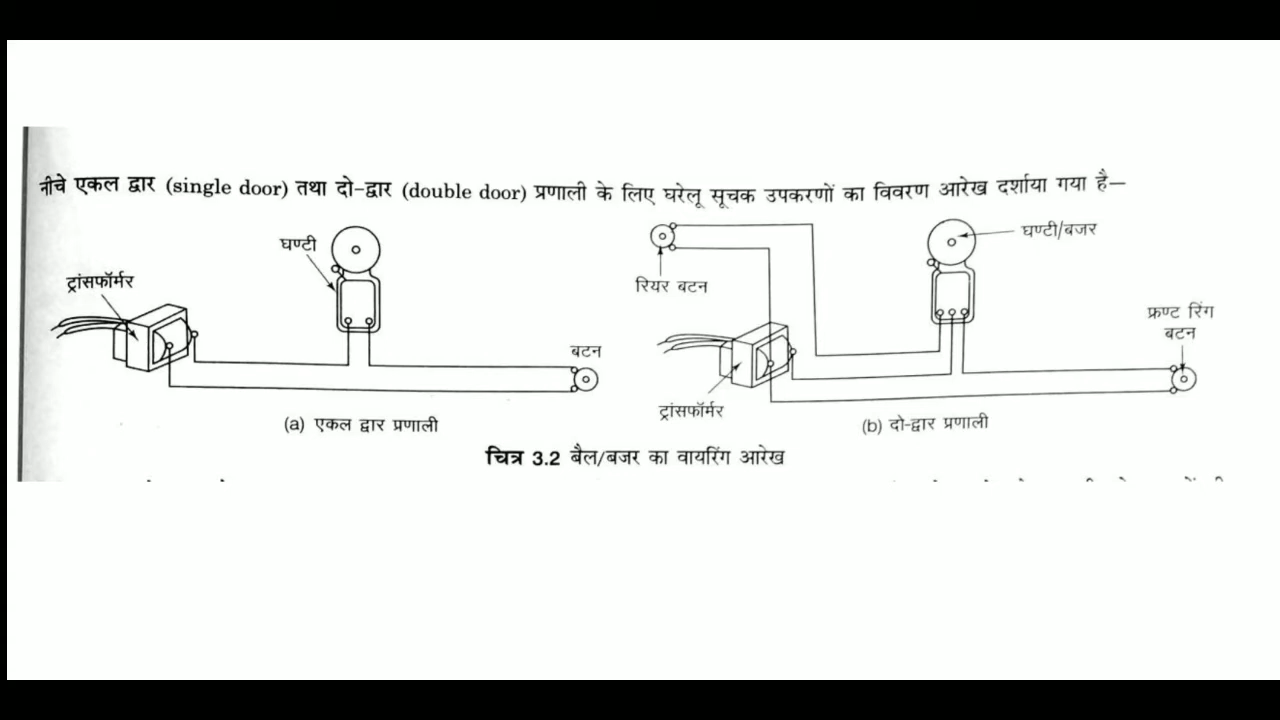 नीचे एकल द्वार (single door) तथा दो-द्वार (double door) प्रणाली के लिए घरेलू सूचक उपकरणों का विवरण आरेख दर्शाया गया है—
घण्टी
ट्रांसफॉर्मर
बटन
(a) एकल द्वार प्रणाली
घण्टी/बजर
रियर बटन
फ्रण्ट रिंग
बटन
ट्रांसफॉर्मर
(b) दो-द्वार प्रणाली
चित्र 3.2 बैल/बजर का वायरिंग आरेख